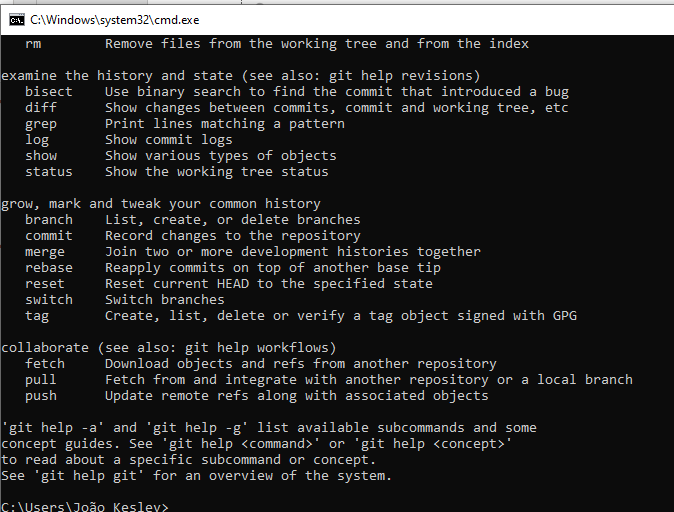 C:\Windows\system32\cmd.exe
rm Remove files from the working tree and from the index
examine the history and state (see also: git help revisions)
bisect Use binary search to find the commit that introduced a bug
diff Show changes between commits, commit and working tree, etc
grep Print lines matching a pattern
log Show commit logs
show Show various types of objects
status Show the working tree status
grow, mark and tweak your common history
branch List, create, or delete branches
commit Record changes to the repository
merge Join two or more development histories together
rebase Reapply commits on top of another base tip
reset Reset current HEAD to the specified state
switch Switch branches
tag Create, list, delete or verify a tag object signed with GPG
collaborate (see also: git help workflows)
fetch Download objects and refs from another repository
pull Fetch from and integrate with another repository or a local branch
push Update remote refs along with associated objects
'git help -a' and 'git help -g' list available subcommands and some
concept guides. See 'git help <command>' or 'git help <concept>'
to read about a specific subcommand or concept.
See 'git help git' for an overview of the system.
C:\Users\João Kesley>